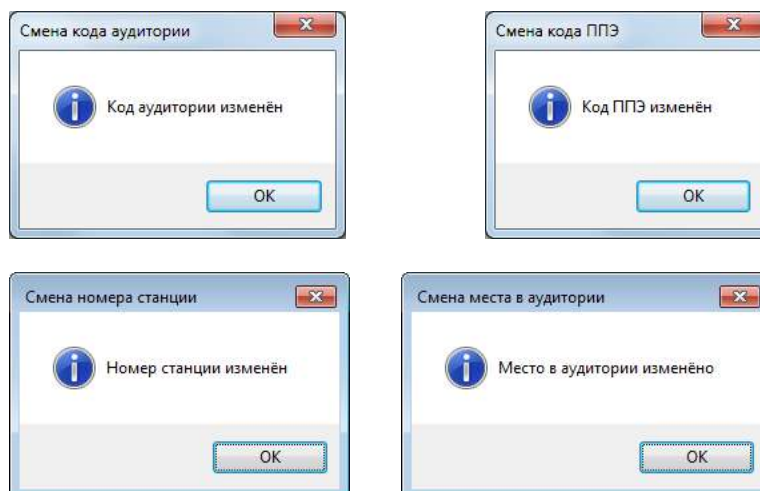 Смена кода аудитории
Код аудитории изменён
OK
Смена кода ППЭ
Код ППЭ изменён
OK
Смена номера станции
Номер станции изменён
OK
Смена места в аудитории
Место в аудитории изменёно
OK